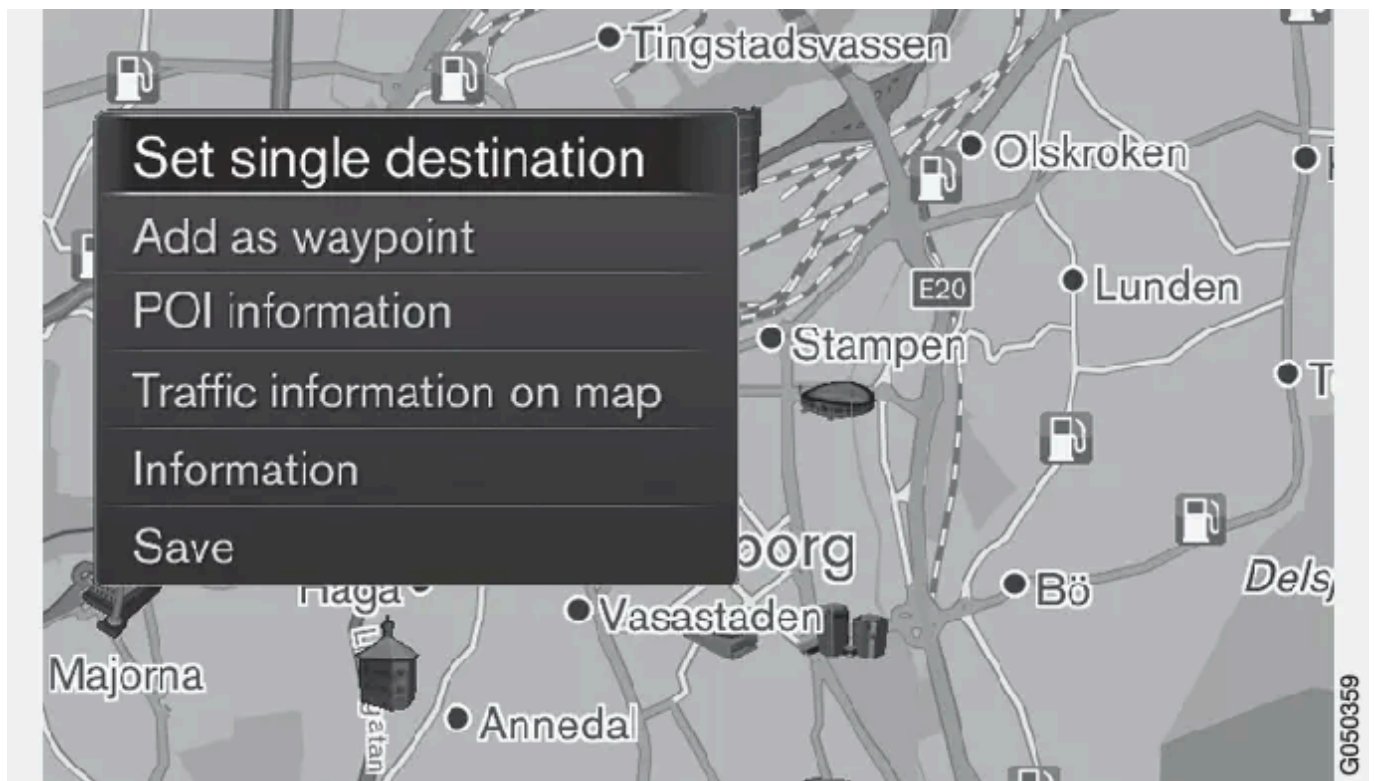 Tingstadsvassen
Set single destination
Olskroken
Add as waypoint
E20
Lunden
POI information
Stampen
Traffic information on map
Information
Save
borg
Bö
Haga
Vasastaden
Majorna
Annedal
G050359